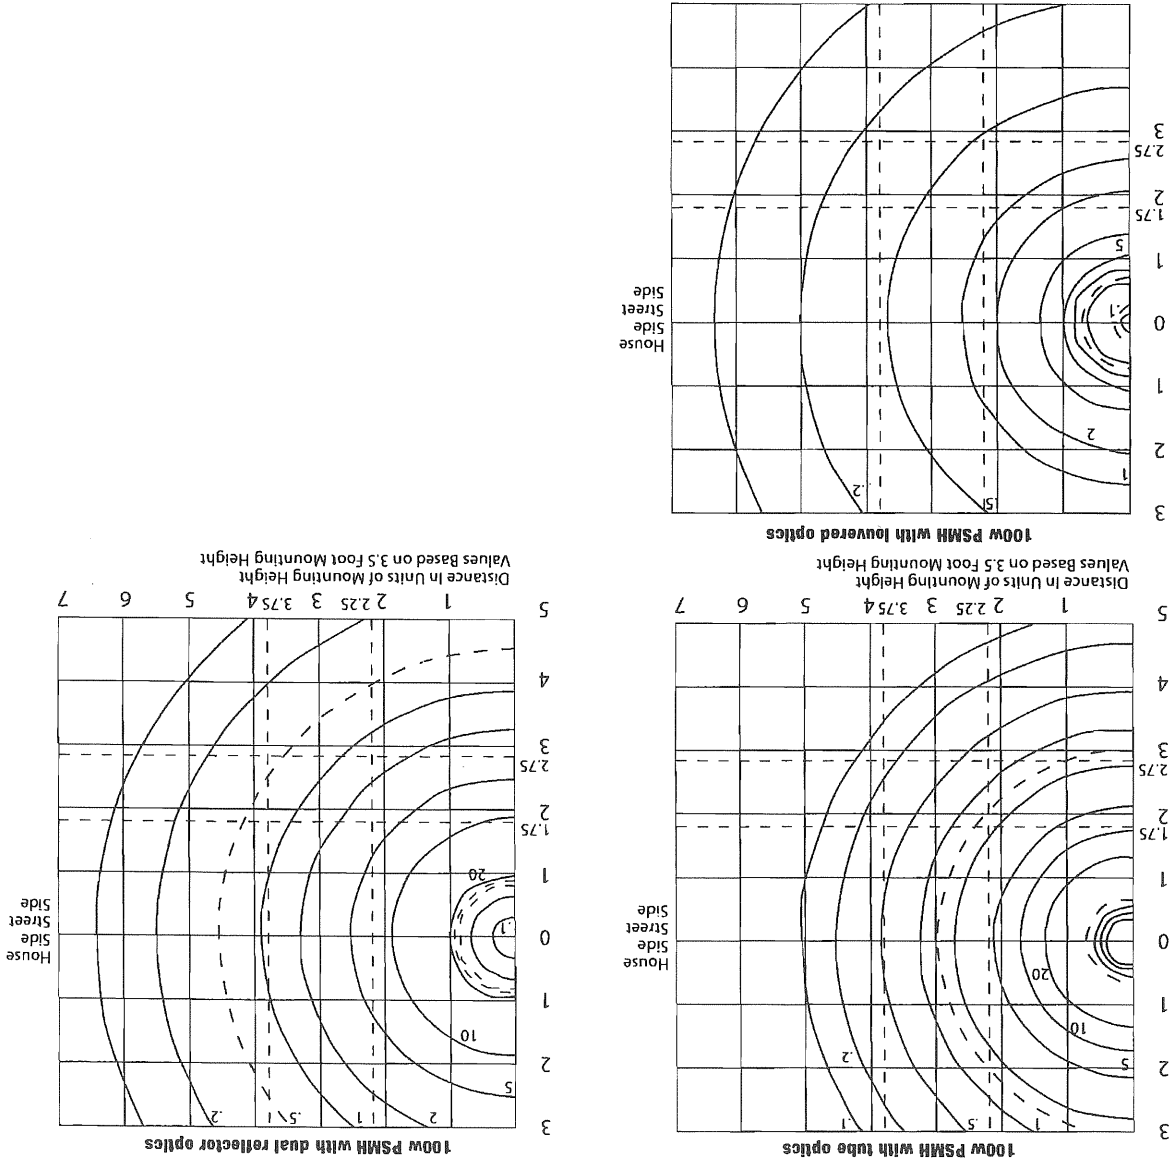 100w PSMH with tube optics
3
1
.5
.1
.2
2
5
10
1
20
House
Side
0
Street
Side
1
1.75
2
2.75
3
4
5
1 2 2.25 3 3.75 4 5 6 7
Distance In Units of Mounting Height
Values Based on 3.5 Foot Mounting Height
100w PSMH with dual reflector optics
3
2
1
.5
.2
5
2
10
1
House
Side
0
.1
Street
Side
20
1
1.75
2
2.75
3
4
5
1 2 2.25 3 3.75 4 5 6 7
Distance In Units of Mounting Height
Values Based on 3.5 Foot Mounting Height
100w PSMH with louvered optics
3
.5
.2
1
2
2
1
House
Side
0
.1
Street
Side
5
1
1.75
2
2.75
3